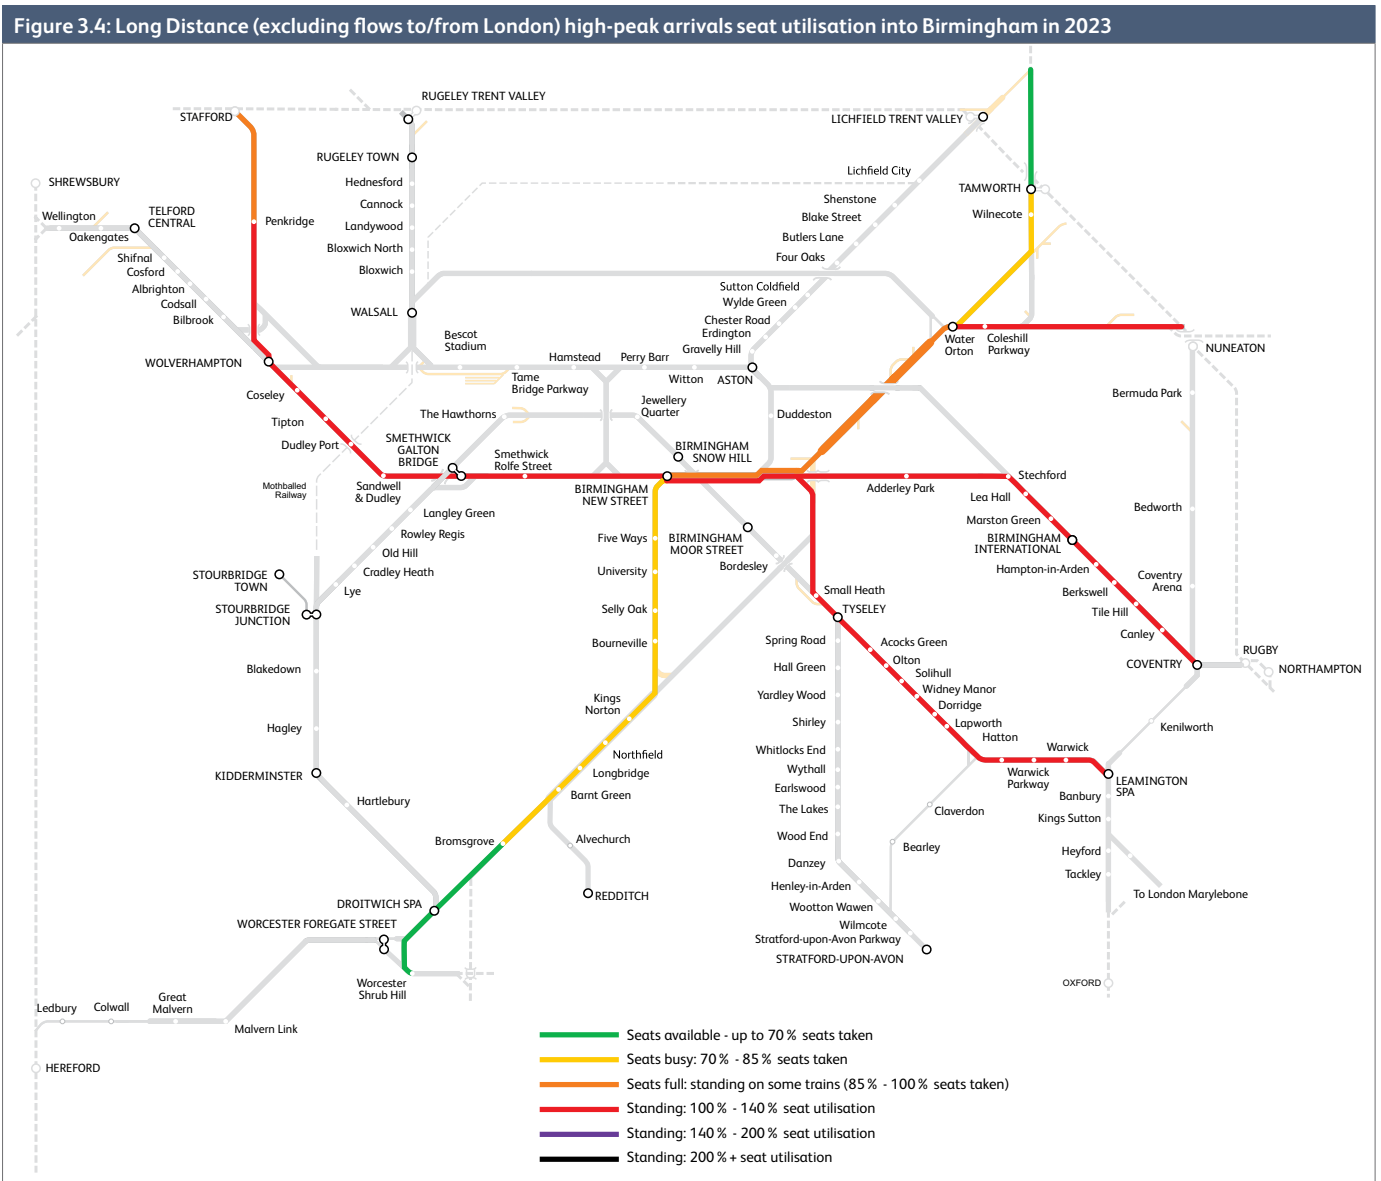 Figure 3.4: Long Distance (excluding flows to/from London) high-peak arrivals seat utilisation into Birmingham in 2023
RUGELEY TRENT VALLEY
STAFFORD
LICHFIELD TRENT VALLEY
RUGELEY TOWN
Lichfield City
SHREWSBURY
Hednesford
TAMWORTH
Cannock
Shenstone
Wellington
TELFORD
CENTRAL
Penkridge
Landywood
Blake Street
Wilnecote
Oakengates
Butlers Lane
Bloxwich North
Shifnal
Four Oaks
Cosford
Bloxwich
Albrighton
Sutton Coldfield
Codsall
Wylde Green
Bilbrook
WALSALL
Chester Road
Erdington
Bescot
Stadium
Gravelly Hill
Water
Orton
Coleshill
Parkway
NUNEATON
WOLVERHAMPTON
Hamstead
Perry Barr
Tame
Bridge Parkway
Witton
ASTON
Coseley
Bermuda Park
Jewellery
Quarter
The Hawthorns
Duddeston
Tipton
Dudley Port
SMETHWICK
GALTON
BRIDGE
Smethwick
Rolfe Street
BIRMINGHAM
SNOW HILL
Mothballed
Railway
Sandwell
& Dudley
BIRMINGHAM
NEW STREET
Adderley Park
Stechford
Lea Hall
Langley Green
Bedworth
Marston Green
Rowley Regis
Five Ways
BIRMINGHAM
MOOR STREET
BIRMINGHAM
INTERNATIONAL
Old Hill
Bordesley
Hampton-in-Arden
Cradley Heath
University
STOURBRIDGE
TOWN
Coventry
Arena
Lye
Small Heath
Berkswell
STOURBRIDGE
JUNCTION
Selly Oak
TYSELEY
Tile Hill
Canley
Bourneville
Spring Road
Acocks Green
RUGBY
Olton
COVENTRY
NORTHAMPTON
Blakedown
Hall Green
Solihull
Widney Manor
Yardley Wood
Kings
Norton
Dorridge
Shirley
Lapworth
Kenilworth
Hagley
Hatton
Whitlocks End
Warwick
Northfield
Wythall
Warwick
Parkway
LEAMINGTON
SPA
KIDDERMINSTER
Longbridge
Earlswood
Barnt Green
Banbury
Hartlebury
The Lakes
Claverdon
Kings Sutton
Wood End
Bromsgrove
Alvechurch
Bearley
Heyford
Danzey
Tackley
Henley-in-Arden
REDDITCH
To London Marylebone
DROITWICH SPA
Wootton Wawen
WORCESTER FOREGATE STREET
Wilmcote
Stratford-upon-Avon Parkway
STRATFORD-UPON-AVON
Worcester
Shrub Hill
OXFORD
Ledbury
Colwall
Great
Malvern
Malvern Link
HEREFORD
Seats available - up to 70% seats taken
Seats busy: 70% - 85% seats taken
Seats full: standing on some trains (85% - 100% seats taken)
Standing: 100% - 140% seat utilisation
Standing: 140% - 200% seat utilisation
Standing: 200%+ seat utilisation